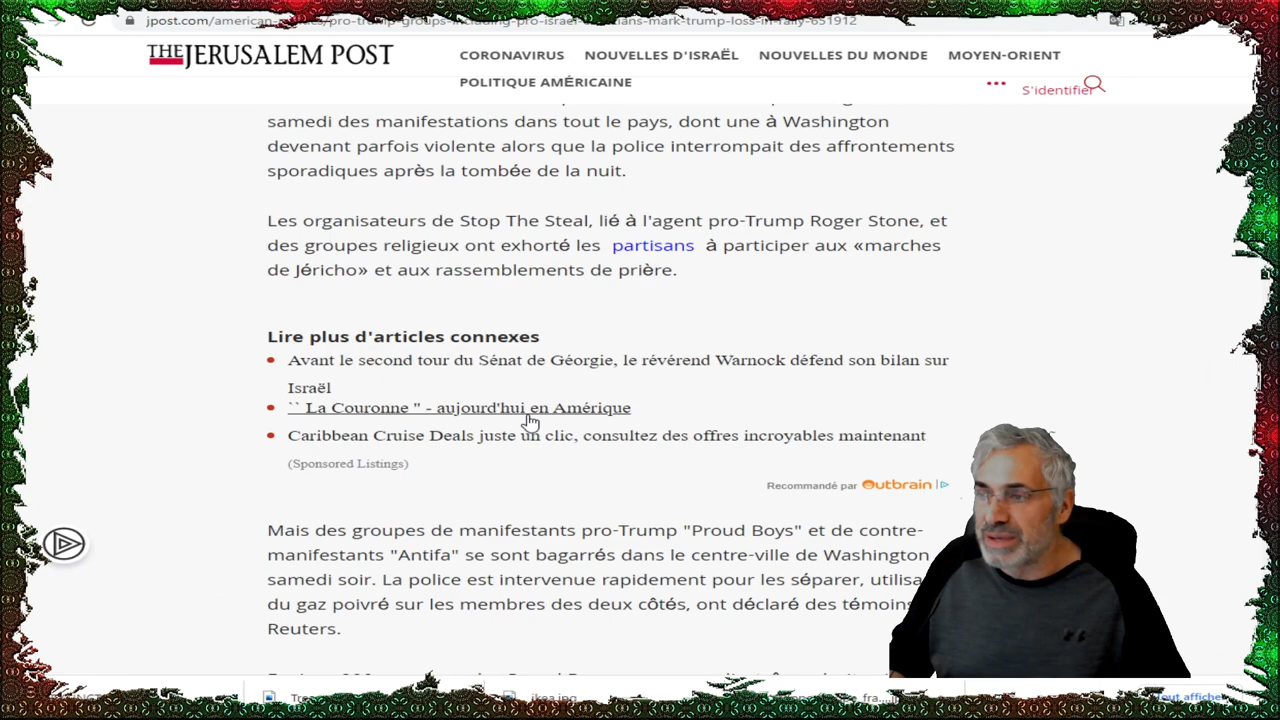 jpost.com/american-politics/pro-trump-groups-including-pro-israel-christians-mark-trump-loss-in-rally-651912
THE JERUSALEM POST
CORONAVIRUS NOUVELLES D'ISRAËL NOUVELLES DU MONDE MOYEN-ORIENT
POLITIQUE AMÉRICAINE
S'identifier
samedi des manifestations dans tout le pays, dont une à Washington
devenant parfois violente alors que la police interrompait des affrontements
sporadiques après la tombée de la nuit.
Les organisateurs de Stop The Steal, lié à l'agent pro-Trump Roger Stone, et
des groupes religieux ont exhorté les partisans à participer aux «marches
de Jéricho» et aux rassemblements de prière.
Lire plus d'articles connexes
Avant le second tour du Sénat de Géorgie, le révérend Warnock défend son bilan sur
Israël
`` La Couronne '' - aujourd'hui en Amérique
Caribbean Cruise Deals juste un clic, consultez des offres incroyables maintenant
(Sponsored Listings)
Recommandé par Outbrain
Mais des groupes de manifestants pro-Trump "Proud Boys" et de contre-
manifestants "Antifa" se sont bagarrés dans le centre-ville de Washington
samedi soir. La police est intervenue rapidement pour les séparer, utilisa
du gaz poivré sur les membres des deux côtés, ont déclaré des témoins
Reuters.
ikea.jpg
Tout afficher